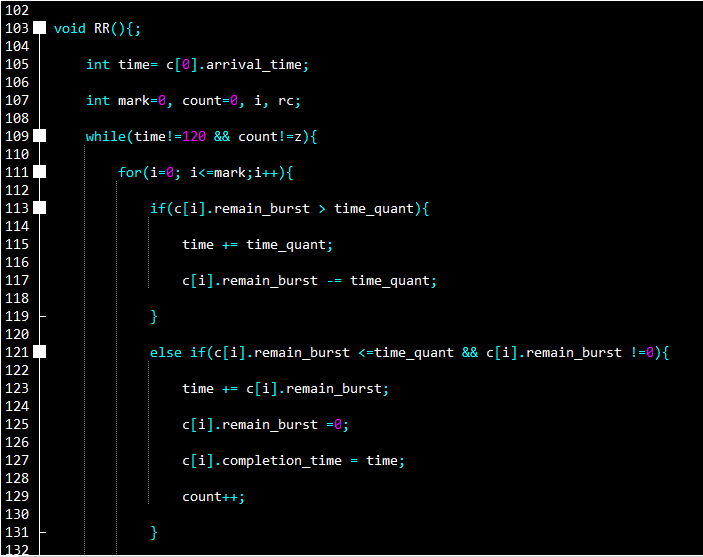 102
103 void RR(){;
104
105 int time= c[0].arrival_time;
106
107 int mark=0, count=0, i, rc;
108
109 while(time!=120 && count!=z){
110
111 for(i=0; i<=mark;i++){
112
113 if(c[i].remain_burst > time_quant){
114
115 time += time_quant;
116
117 c[i].remain_burst -= time_quant;
118
119 }
120
121 else if(c[i].remain_burst <=time_quant && c[i].remain_burst !=0){
122
123 time += c[i].remain_burst;
124
125 c[i].remain_burst =0;
126
127 c[i].completion_time = time;
128
129 count++;
130
131 }
132